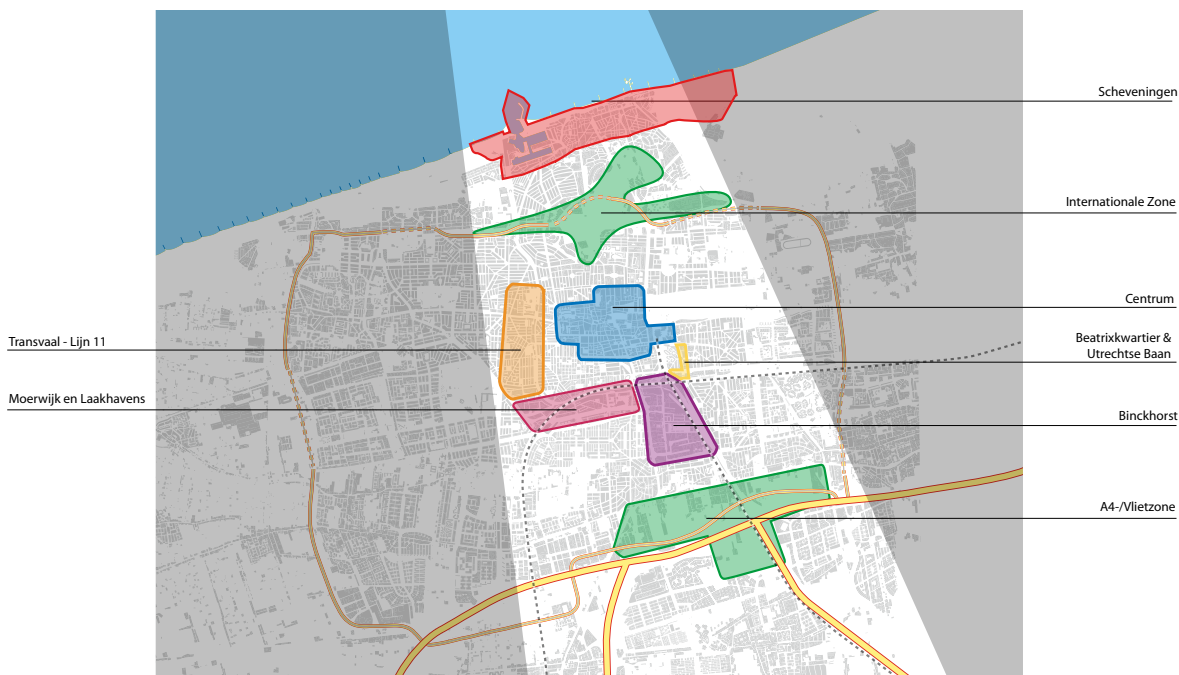 Scheveningen
Internationale Zone
Centrum
Transvaal - Lijn 11
Beatrixkwartier &
Utrechtse Baan
Moerwijk en Laakhavens
Binckhorst
A4-/Vlietzone